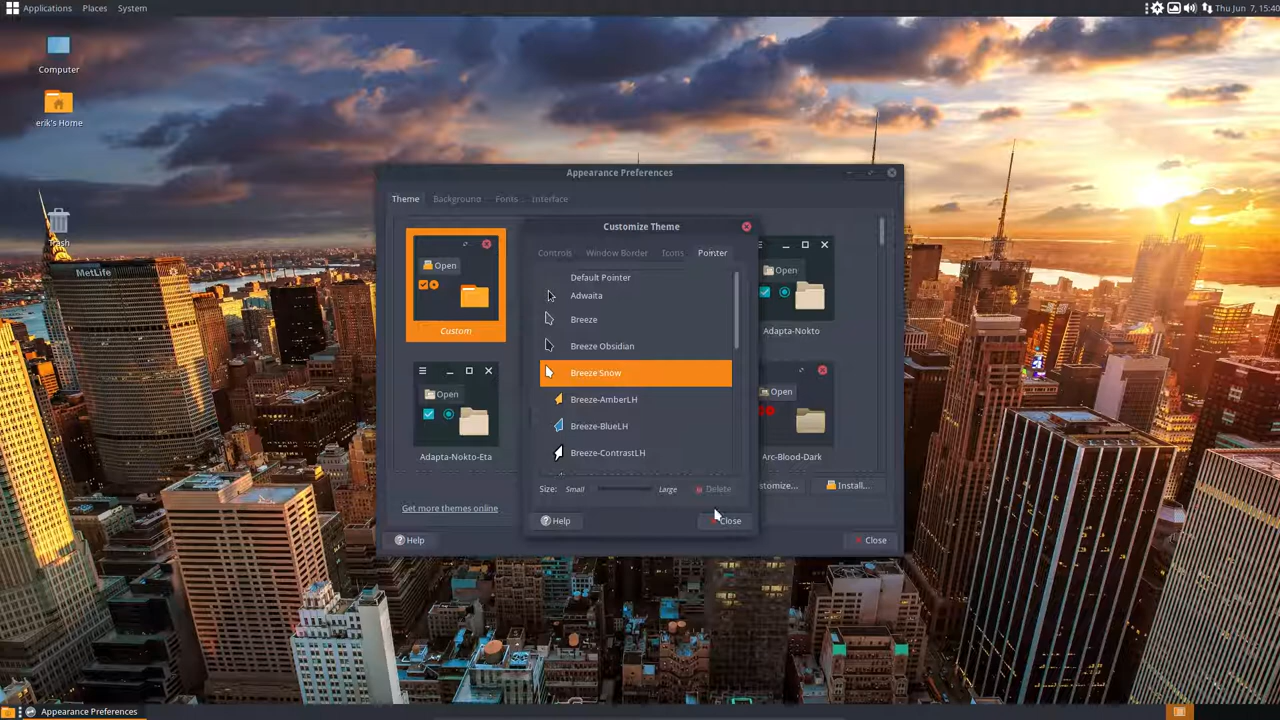 Applications Places System
Thu Jun 7, 15:40
Computer
erik's Home
Trash
MetLife
Appearance Preferences
Theme Background Fonts Interface
Customize Theme
Controls Window Border Icons Pointer
Open
Custom
Open
Adapta-Nokto-Eta
Default Pointer
Adwaita
Breeze
Breeze Obsidian
Breeze Snow
Breeze-AmberLH
Breeze-BlueLH
Breeze-ContrastLH
Size: Small Large Delete
Help Close
Open
Adapta-Nokto
Open
Arc-Blood-Dark
stomize... Install...
Get more themes online
Help Close
Appearance Preferences